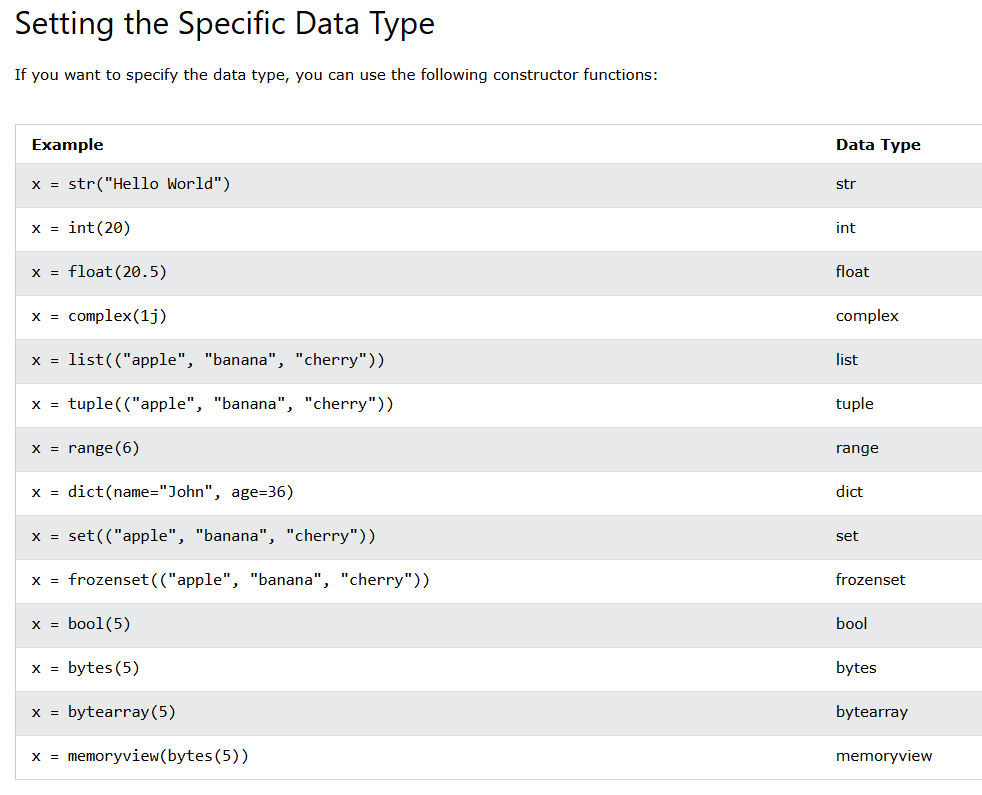 Setting the Specific Data Type
If you want to specify the data type, you can use the following constructor functions:
Example Data Type
x = str("Hello World") str
x = int(20) int
x = float(20.5) float
x = complex(1j) complex
x = list(("apple", "banana", "cherry")) list
x = tuple(("apple", "banana", "cherry")) tuple
x = range(6) range
x = dict(name="John", age=36) dict
x = set(("apple", "banana", "cherry")) set
x = frozenset(("apple", "banana", "cherry")) frozenset
x = bool(5) bool
x = bytes(5) bytes
x = bytearray(5) bytearray
x = memoryview(bytes(5)) memoryview